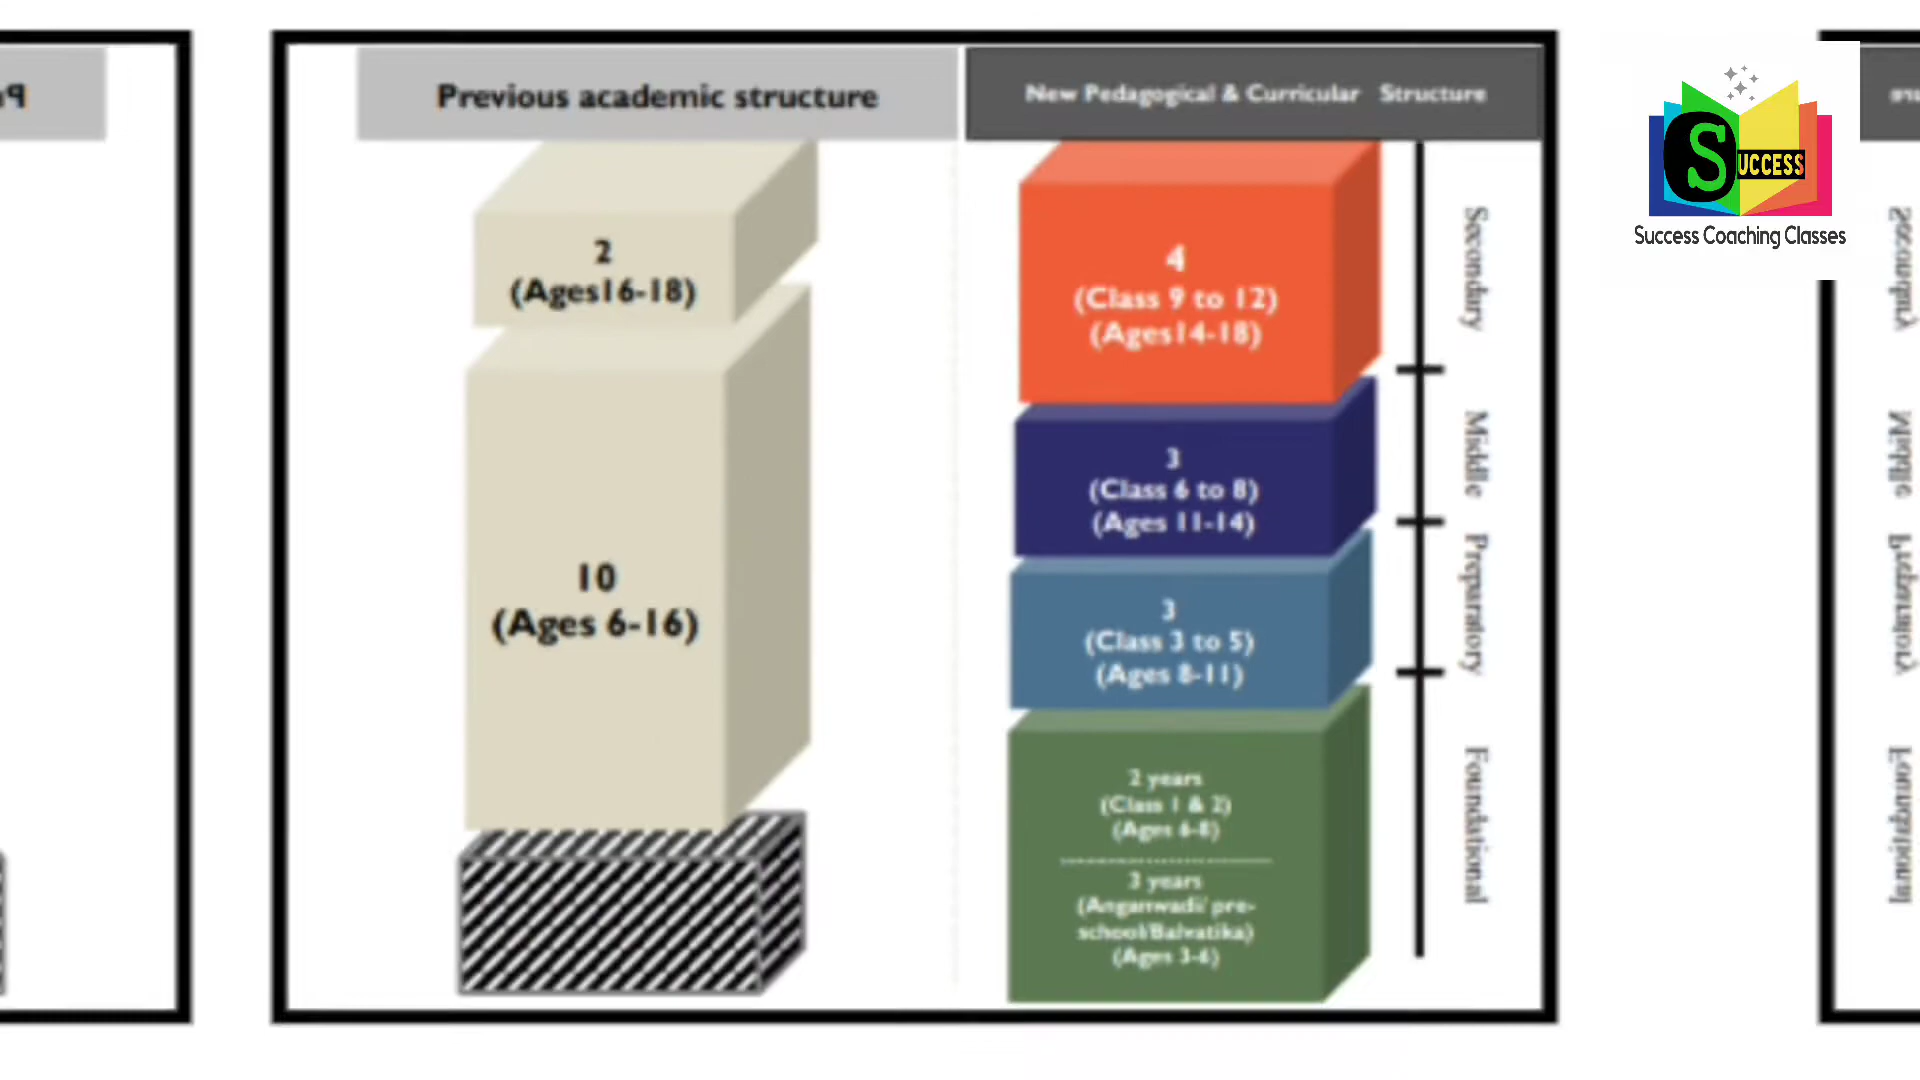 Previous academic structure
New Pedagogical & Curricular Structure
2
(Ages16-18)
10
(Ages 6-16)
4
(Class 9 to 12)
(Ages14-18)
3
(Class 6 to 8)
(Ages 11-14)
3
(Class 3 to 5)
(Ages 8-11)
2 years
(Class 1 & 2)
(Ages 6-8)
3 years
(Anganwadi/ pre-
school/Balvatika)
(Ages 3-6)
Secondary
Middle
Preparatory
Foundational
SUCCESS
Success Coaching Classes